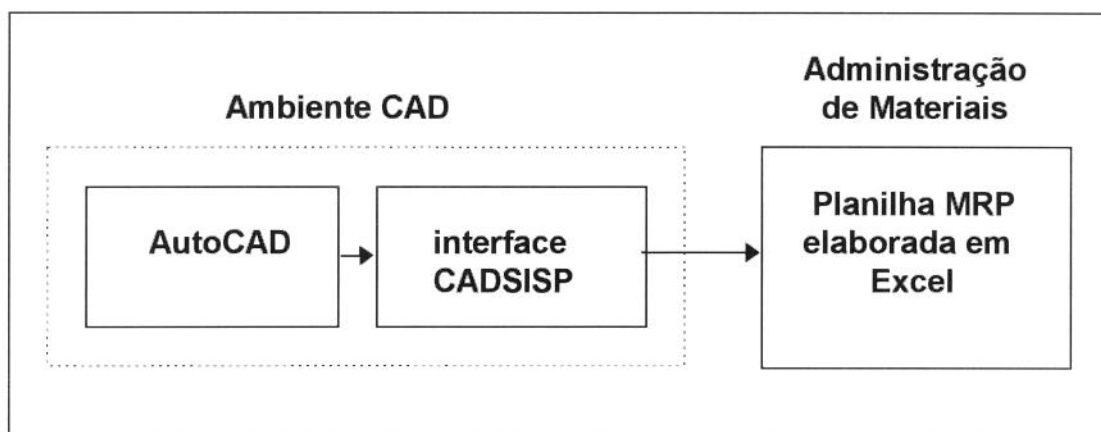 Ambiente CAD
AutoCAD
interface
CADSISP
Administração
de Materiais
Planilha MRP
elaborada em
Excel